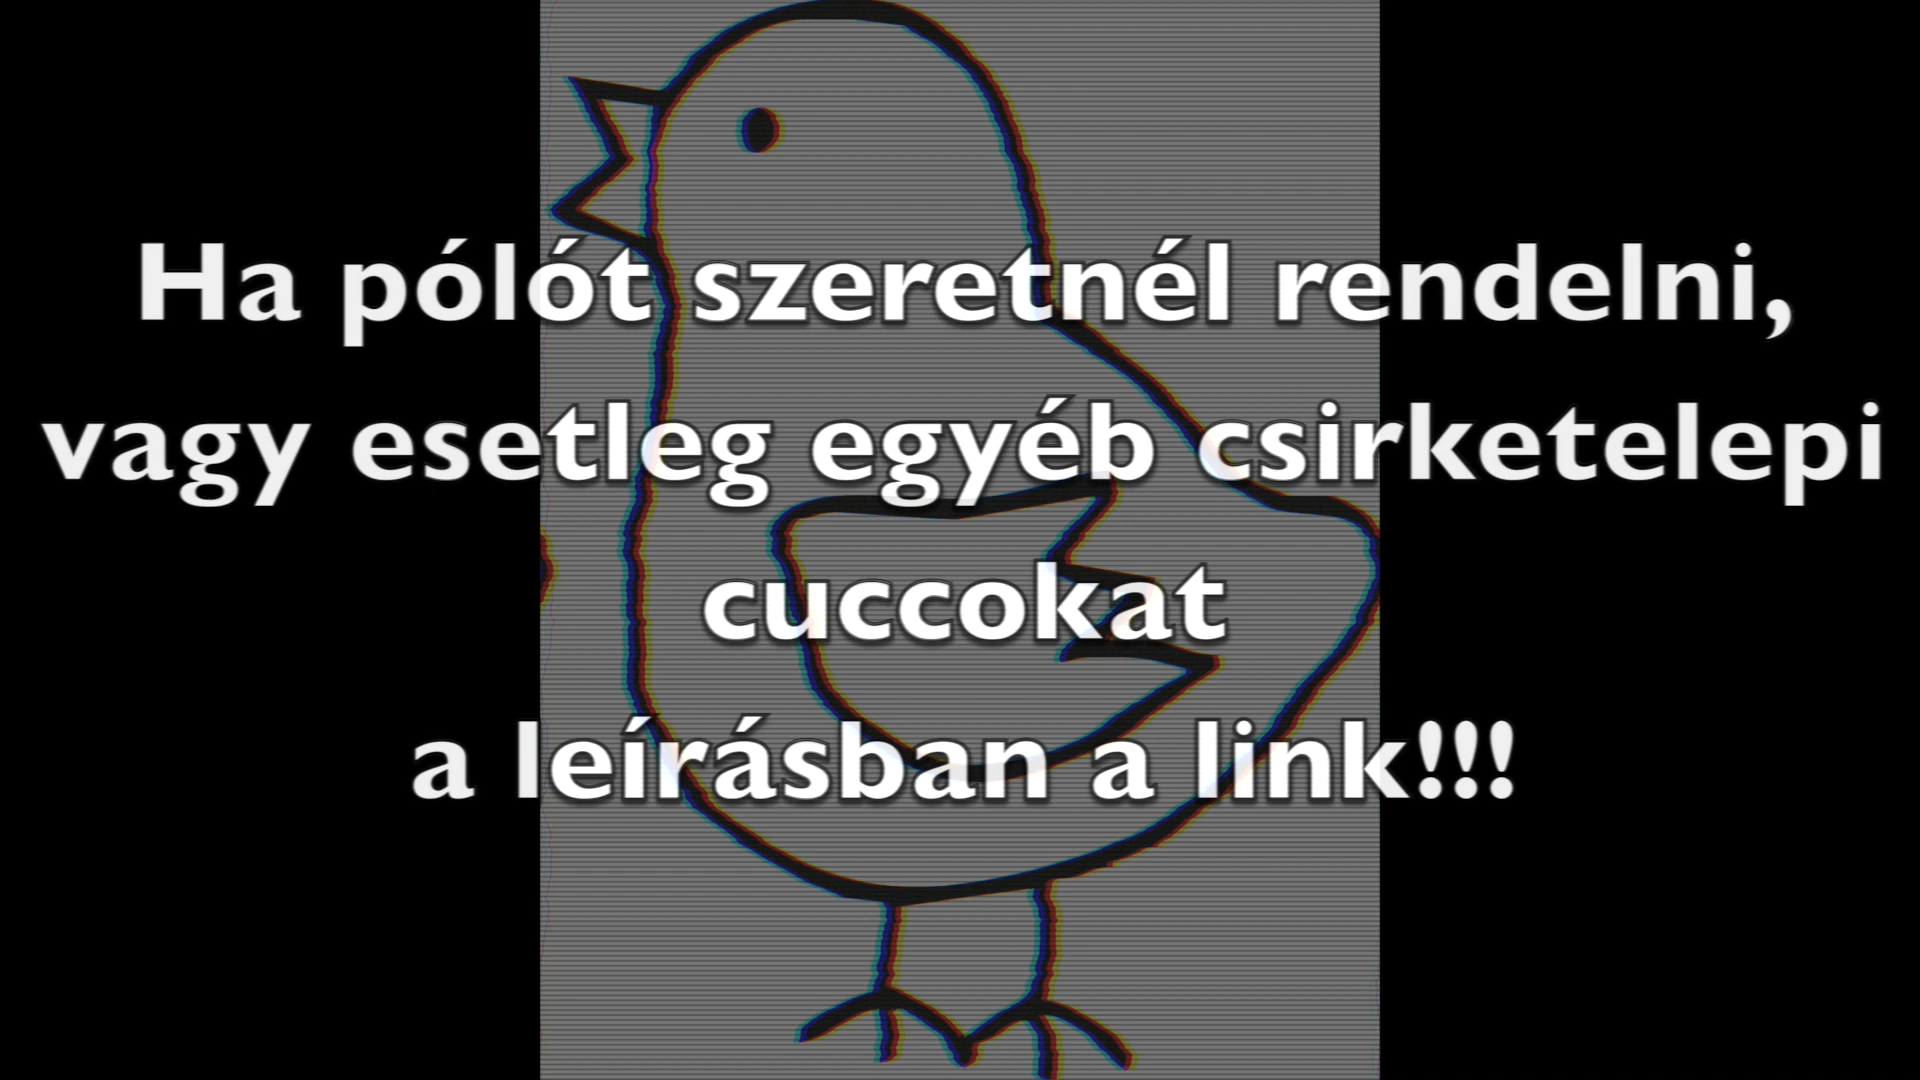 Ha pólót szeretnél rendelni,
vagy esetleg egyéb csirketelepi
cuccokat
a leírásban a link!!!